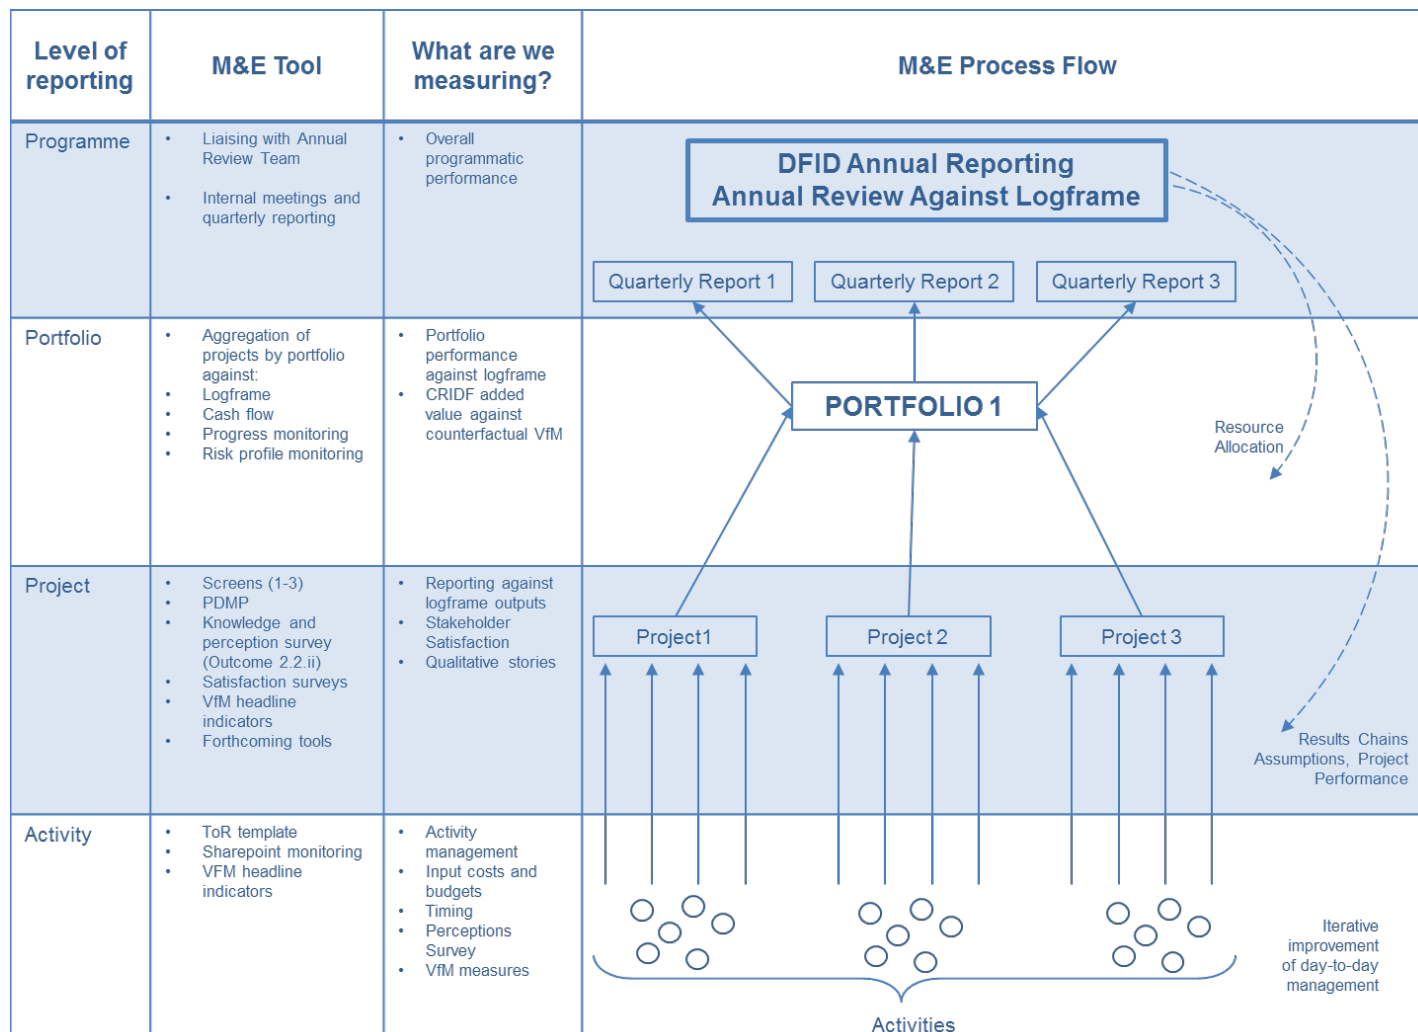 Level of
reporting
M&E Tool
What are we
measuring?
M&E Process Flow
Programme
• Liaising with Annual
Review Team
• Internal meetings and
quarterly reporting
• Overall
programmatic
performance
DFID Annual Reporting
Annual Review Against Logframe
Quarterly Report 1
Quarterly Report 2
Quarterly Report 3
Portfolio
• Aggregation of
projects by portfolio
against:
• Logframe
• Cash flow
• Progress monitoring
• Risk profile monitoring
• Portfolio
performance
against logframe
• CRIDF added
value against
counterfactual VfM
PORTFOLIO 1
Resource
Allocation
Project
• Screens (1-3)
• PDMP
• Knowledge and
perception survey
(Outcome 2.2.ii)
• Satisfaction surveys
• VfM headline
indicators
• Forthcoming tools
• Reporting against
logframe outputs
• Stakeholder
Satisfaction
• Qualitative stories
Project 1
Project 2
Project 3
Results Chains
Assumptions, Project
Performance
Activity
• ToR template
• Sharepoint monitoring
• VFM headline
indicators
• Activity
management
• Input costs and
budgets
• Timing
• Perceptions
Survey
• VfM measures
Iterative
improvement
of day-to-day
management
Activities